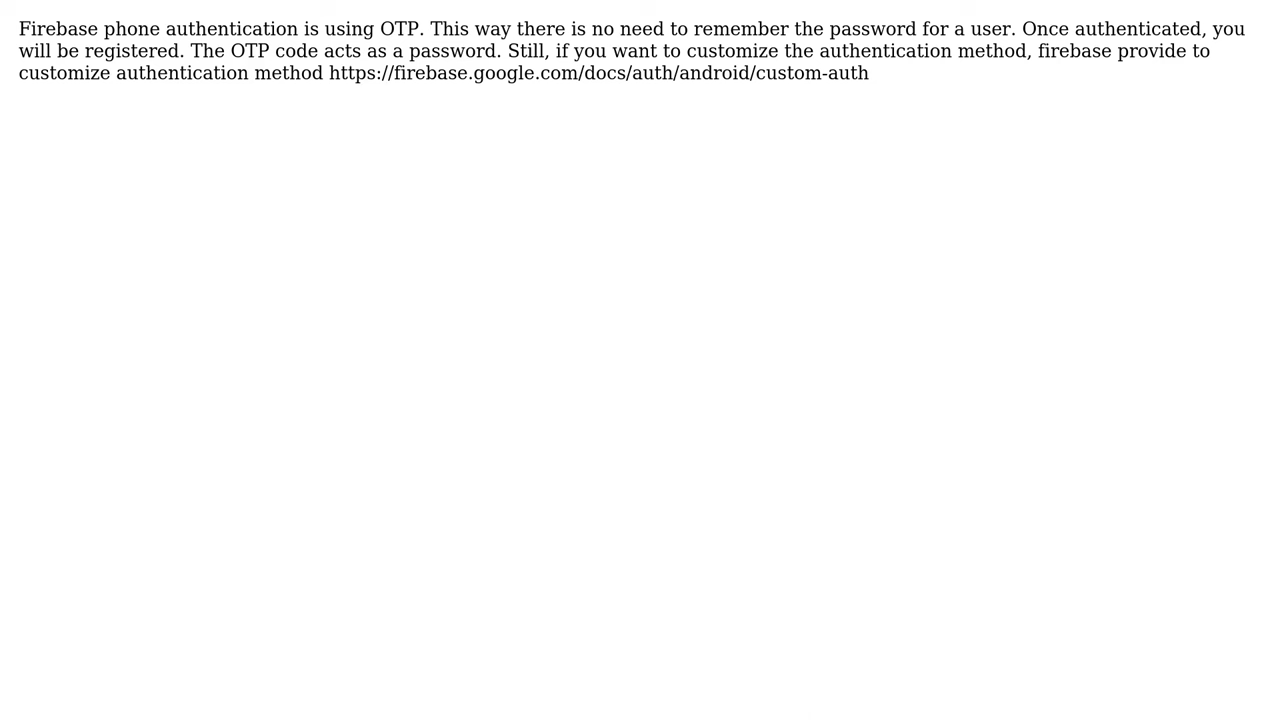 Firebase phone authentication is using OTP. This way there is no need to remember the password for a user. Once authenticated, you
will be registered. The OTP code acts as a password. Still, if you want to customize the authentication method, firebase provide to
customize authentication method https://firebase.google.com/docs/auth/android/custom-auth